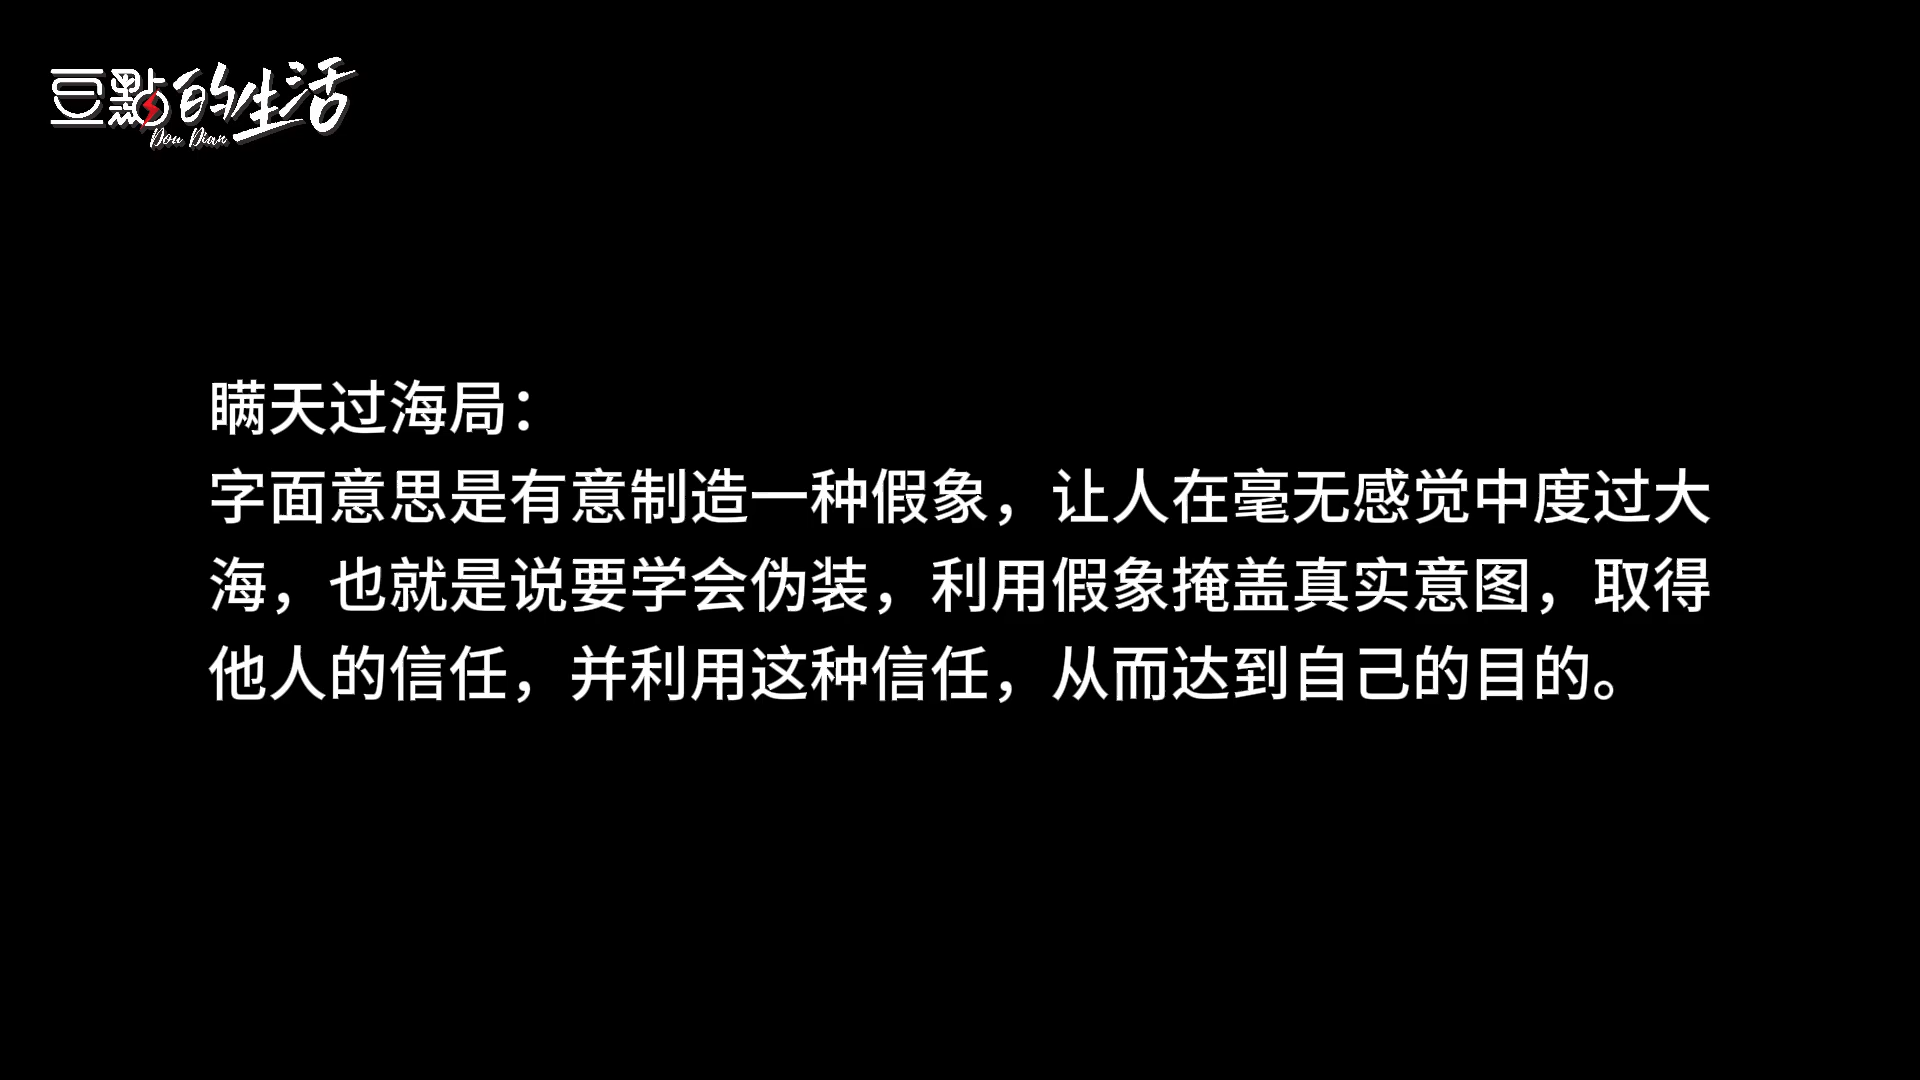 豆點的生活
Dou Dian
瞒天过海局：
字面意思是有意制造一种假象，让人在毫无感觉中度过大
海，也就是说要学会伪装，利用假象掩盖真实意图，取得
他人的信任，并利用这种信任，从而达到自己的目的。